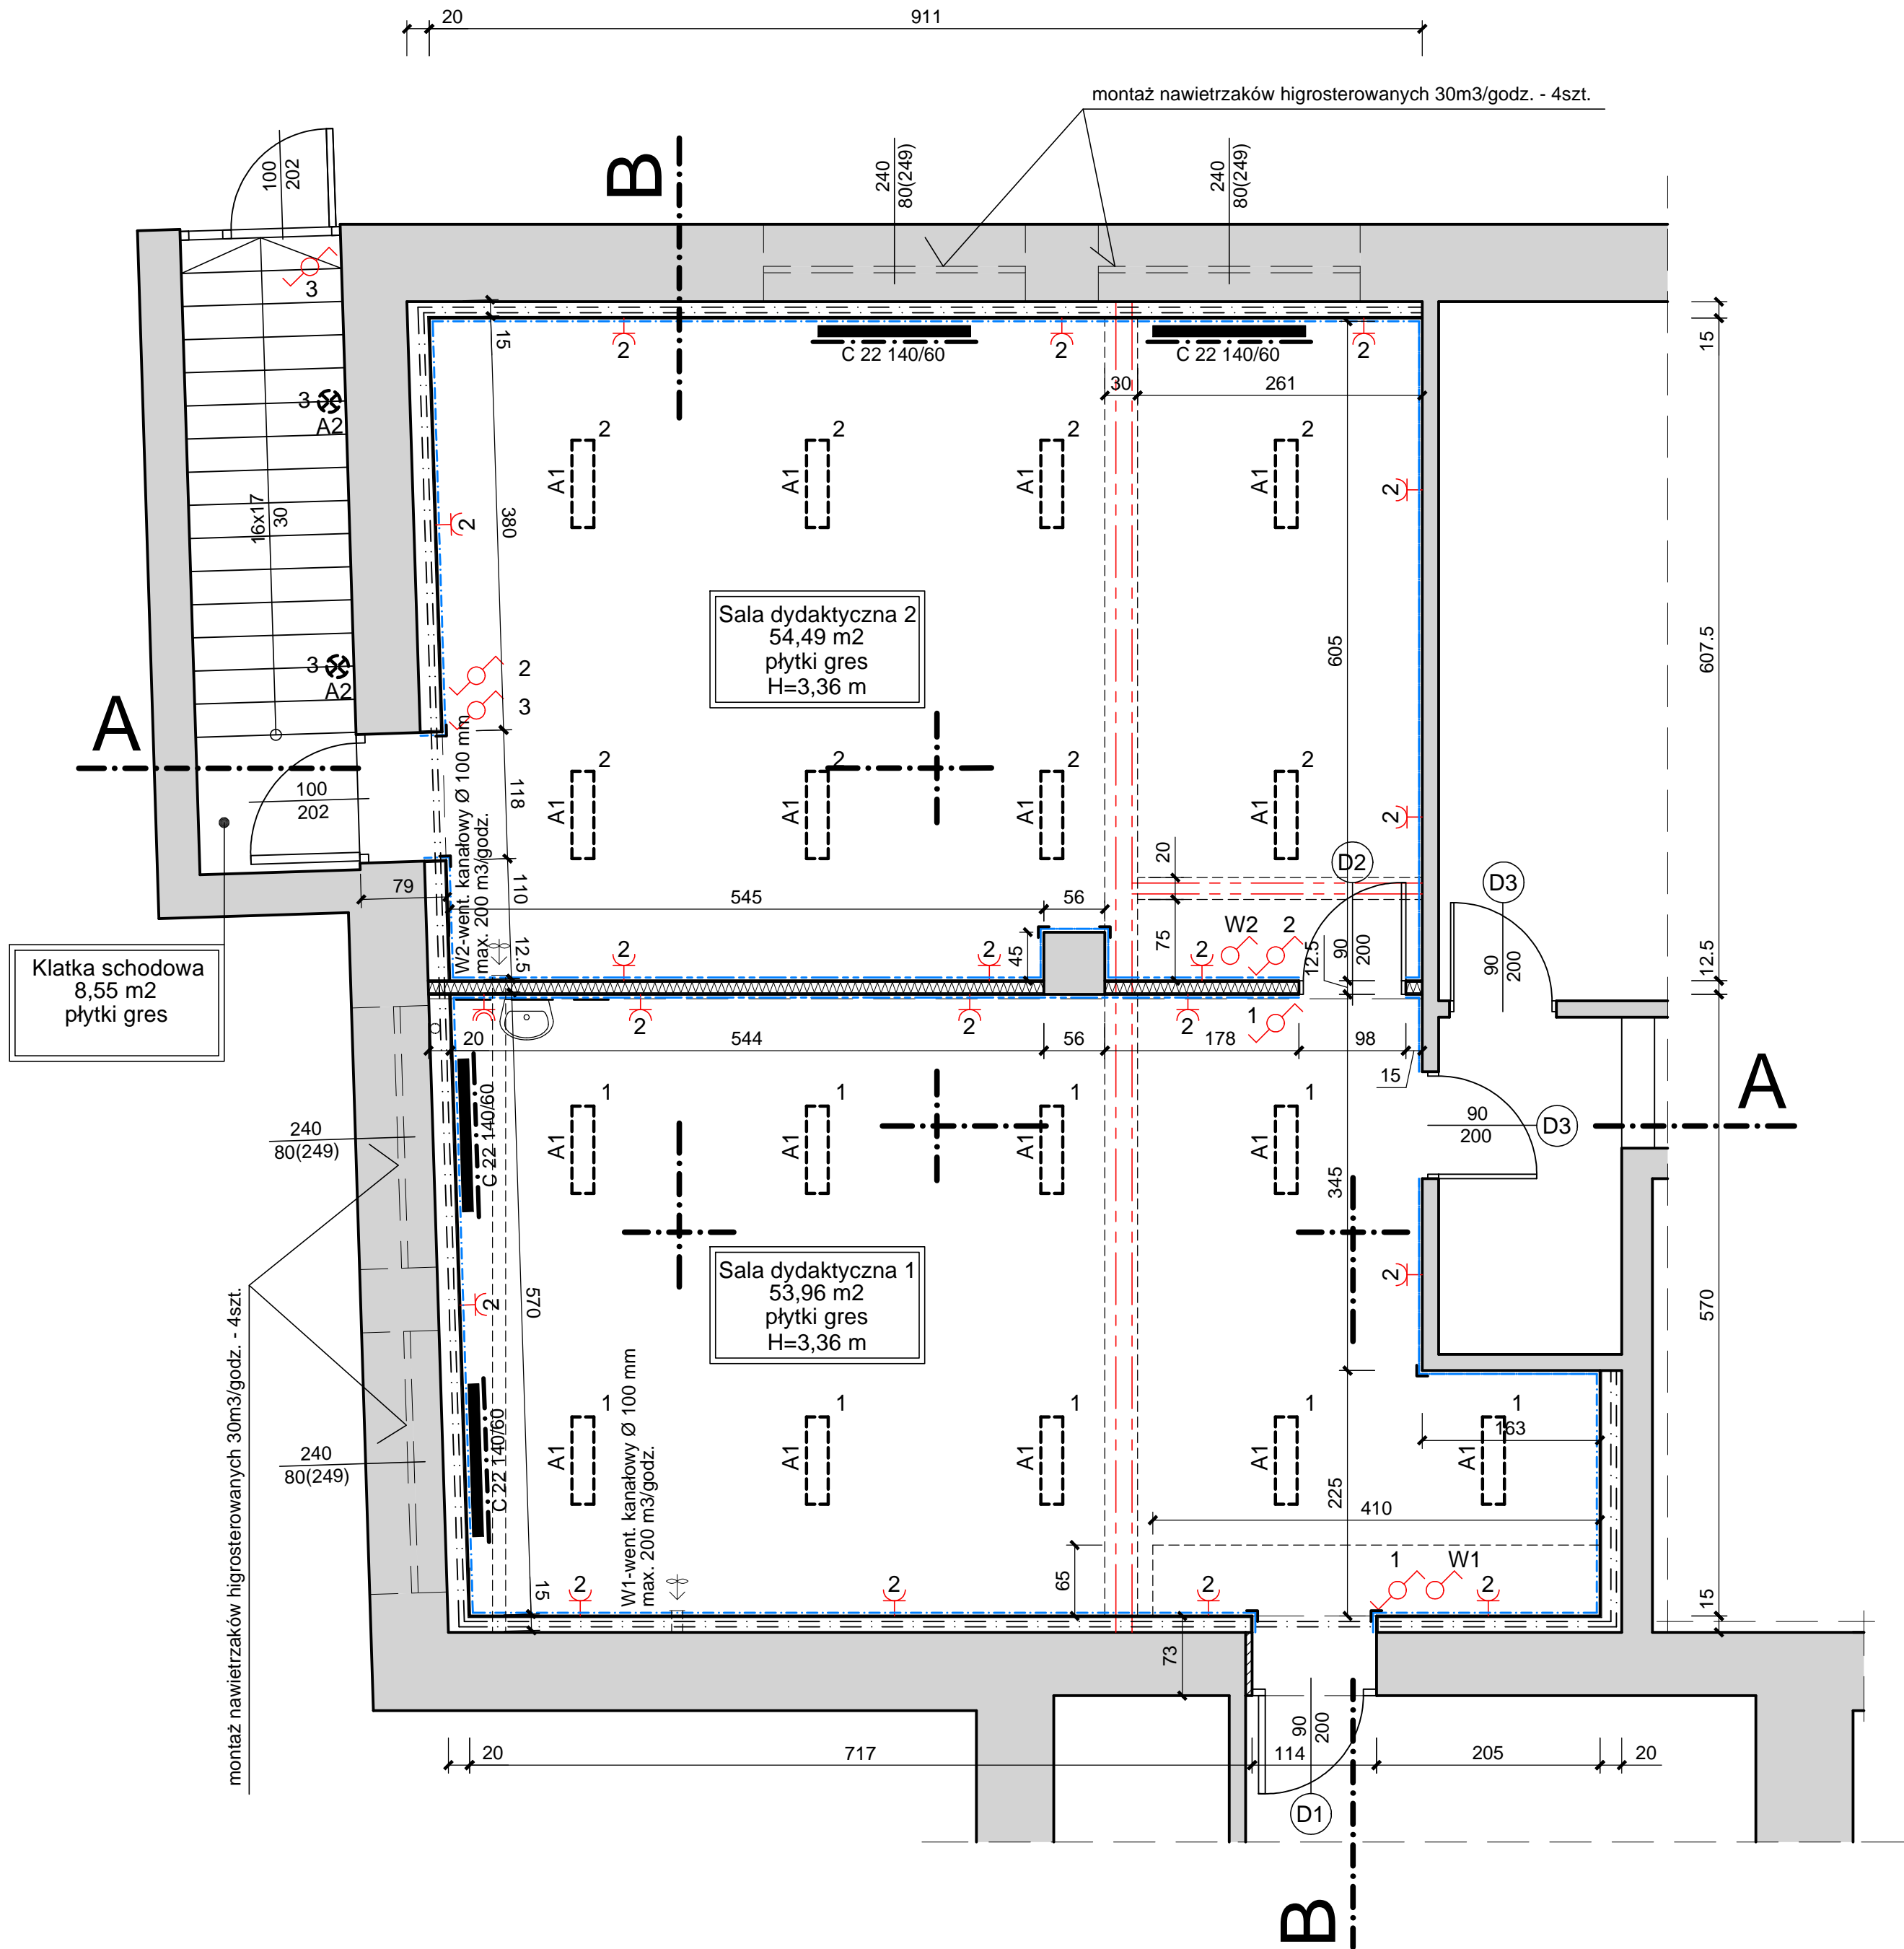 20
911
montaż nawietrzaków higrosterowanych 30m3/godz. - 4szt.
100
202
B
240
80(249)
240
80(249)
3
15
2
2
2
C 22 140/60
C 22 140/60
15
30
261
3
A2
2
2
2
2
A1
A1
A1
A1
2
2
16x17
30
380
Sala dydaktyczna 2
54,49 m2
płytki gres
H=3,36 m
605
607.5
3
A2
2
3
A
W2-went. kanałowy Ø 100 mm
max. 200 m3/godz.
2
2
2
2
A1
A1
A1
A1
118
100
202
2
20
D2
D3
79
110
545
56
W2
2
75
45
12.5
90
200
90
200
12.5
12.5
2
2
2
Klatka schodowa
8,55 m2
płytki gres
2
2
2
1
20
544
56
178
98
15
A
240
80(249)
C 22 140/60
1
1
1
1
A1
A1
A1
A1
90
200
D3
345
570
2
2
570
Sala dydaktyczna 1
53,96 m2
płytki gres
H=3,36 m
montaż nawietrzaków higrosterowanych 30m3/godz. - 4szt.
W1-went. kanałowy Ø 100 mm
max. 200 m3/godz.
240
80(249)
C 22 140/60
1
1
1
1
1
A1
A1
A1
A1
A1
163
225
410
65
1
W1
15
2
2
2
2
15
73
90
200
20
717
114
205
20
D1
B